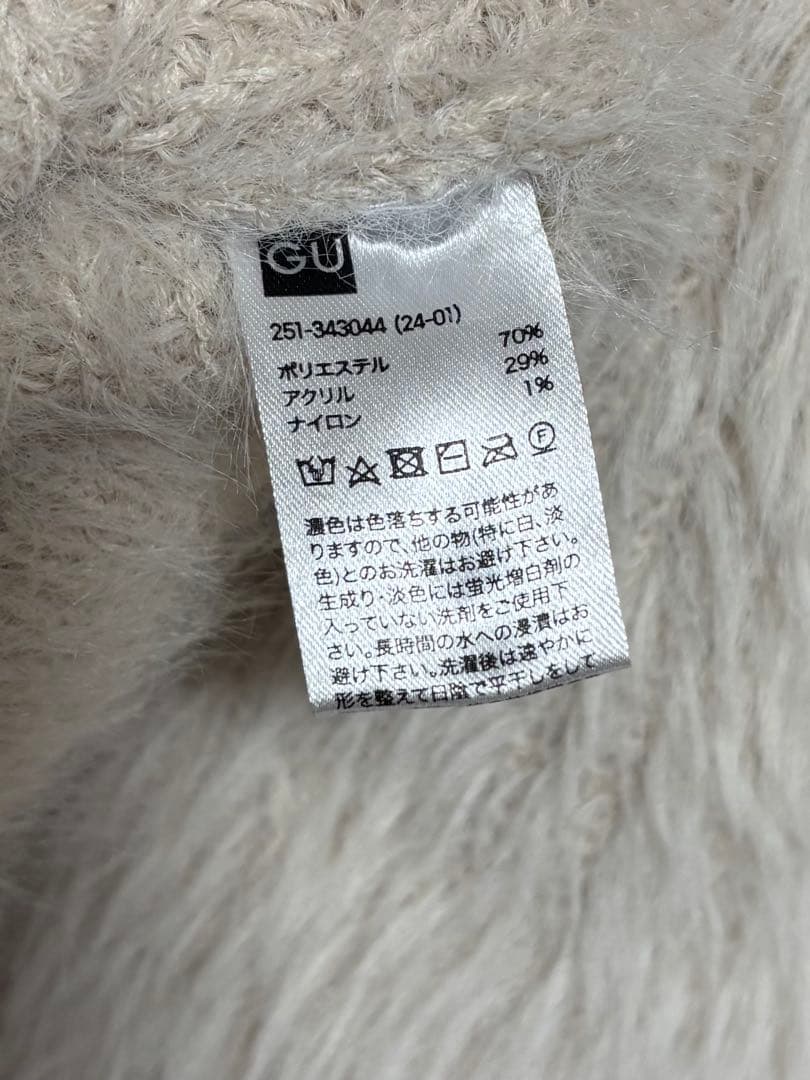 GU
251-343044 (24-01)
ポリエステル 70%
アクリル 29%
ナイロン 1%
F
濃色は色落ちする可能性があ
りますので、他の物(特に白、淡
色)とのお洗濯はお避け下さい。
生成り・淡色には蛍光増白剤の
入っていない洗剤をご使用下
さい。長時間の水への浸漬はお
避け下さい。洗濯後は速やかに
形を整えて日陰で平干しをして